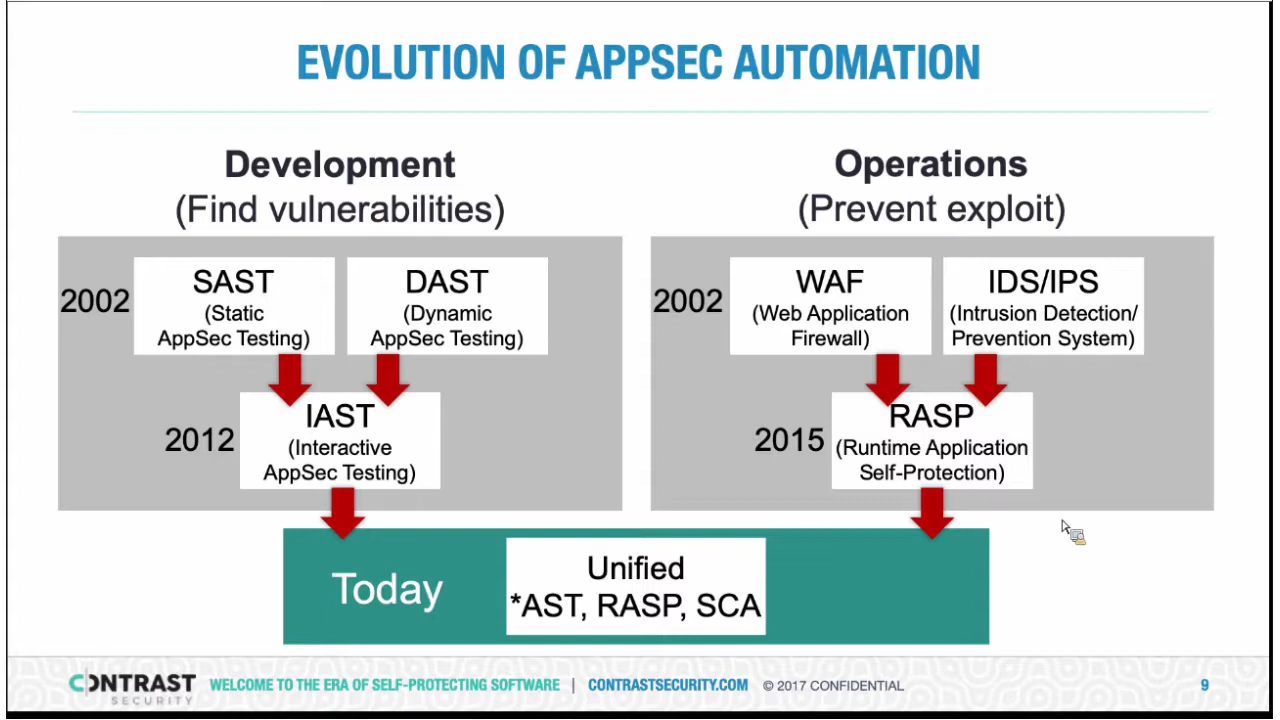 EVOLUTION OF APPSEC AUTOMATION
Development
(Find vulnerabilities)
Operations
(Prevent exploit)
2002
SAST
(Static
AppSec Testing)
DAST
(Dynamic
AppSec Testing)
2012
IAST
(Interactive
AppSec Testing)
2002
WAF
(Web Application
Firewall)
IDS/IPS
(Intrusion Detection/
Prevention System)
2015
RASP
(Runtime Application
Self-Protection)
Today
Unified
*AST, RASP, SCA
CONTRAST
SECURITY
WELCOME TO THE ERA OF SELF-PROTECTING SOFTWARE | CONTRASTSECURITY.COM © 2017 CONFIDENTIAL
9